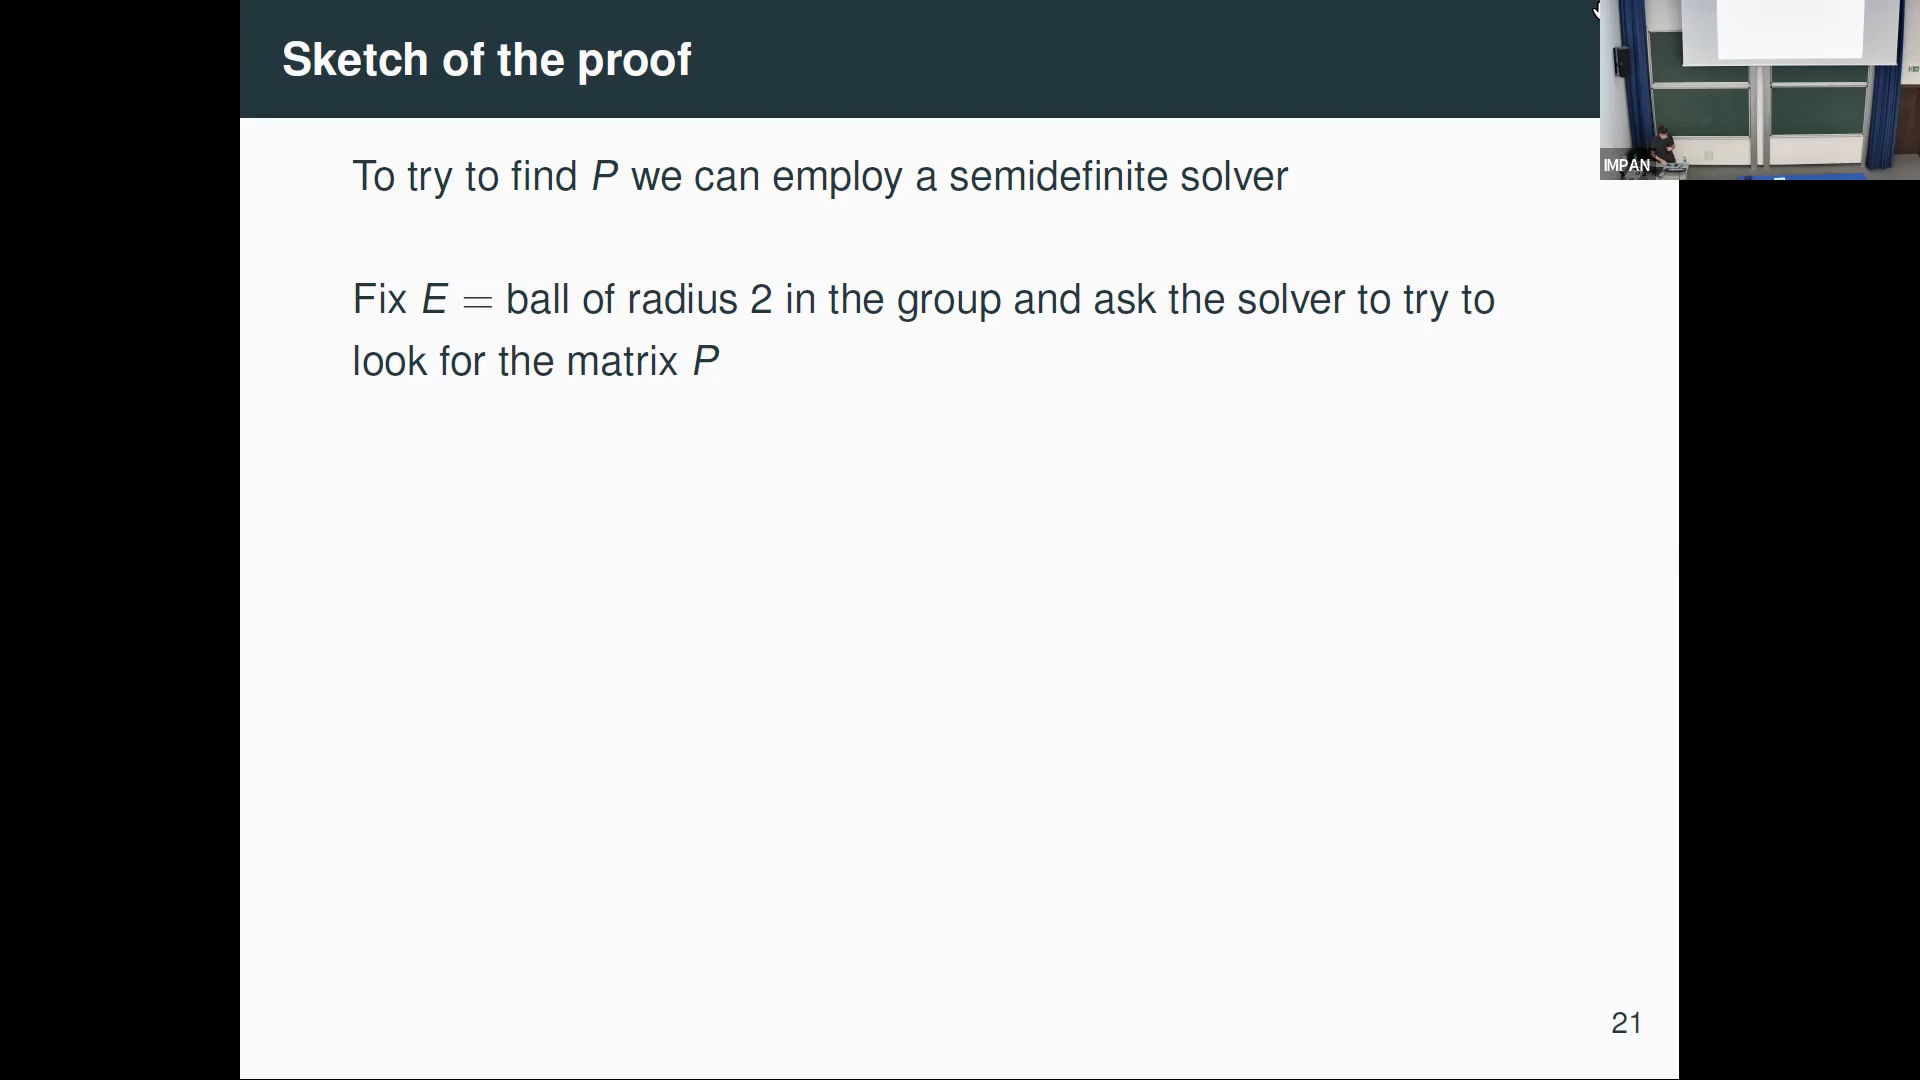 Sketch of the proof
IMPAN
To try to find P we can employ a semidefinite solver
Fix E = ball of radius 2 in the group and ask the solver to try to
look for the matrix P
21